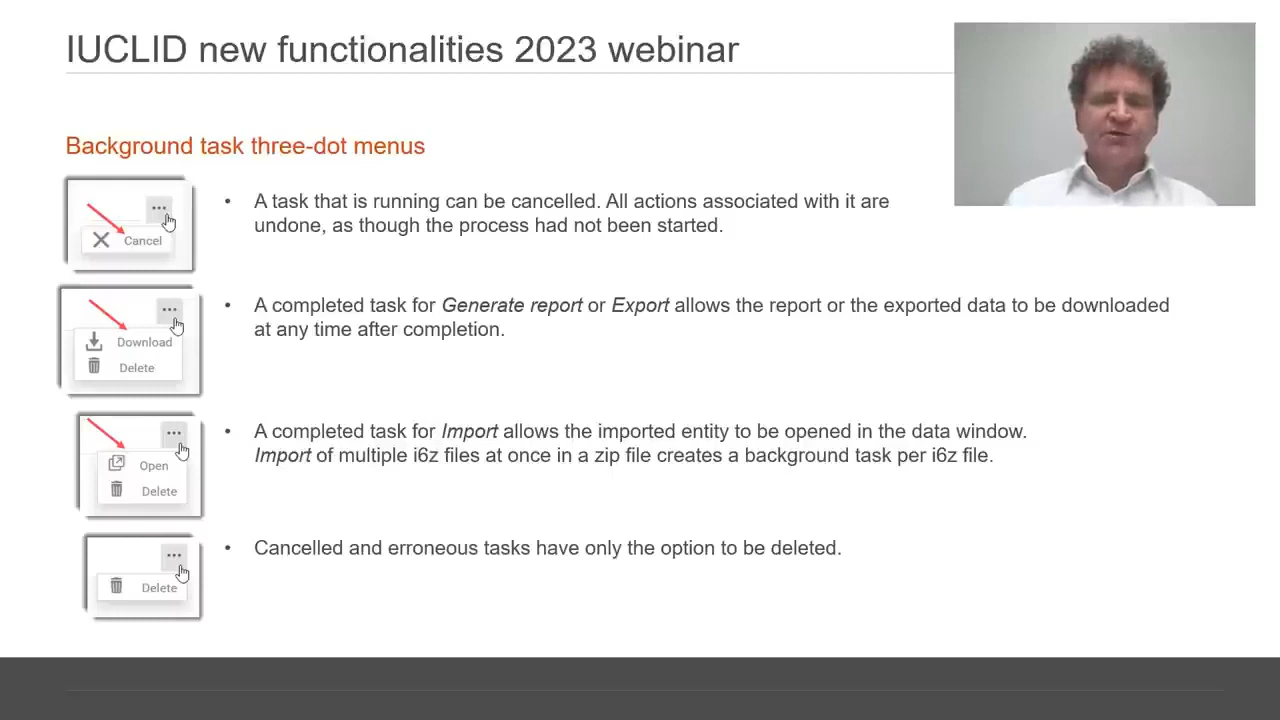 IUCLID new functionalities 2023 webinar
Background task three-dot menus
Cancel
• A task that is running can be cancelled. All actions associated with it are
undone, as though the process had not been started.
Download
Delete
• A completed task for Generate report or Export allows the report or the exported data to be downloaded
at any time after completion.
Open
Delete
• A completed task for Import allows the imported entity to be opened in the data window.
Import of multiple i6z files at once in a zip file creates a background task per i6z file.
Delete
• Cancelled and erroneous tasks have only the option to be deleted.